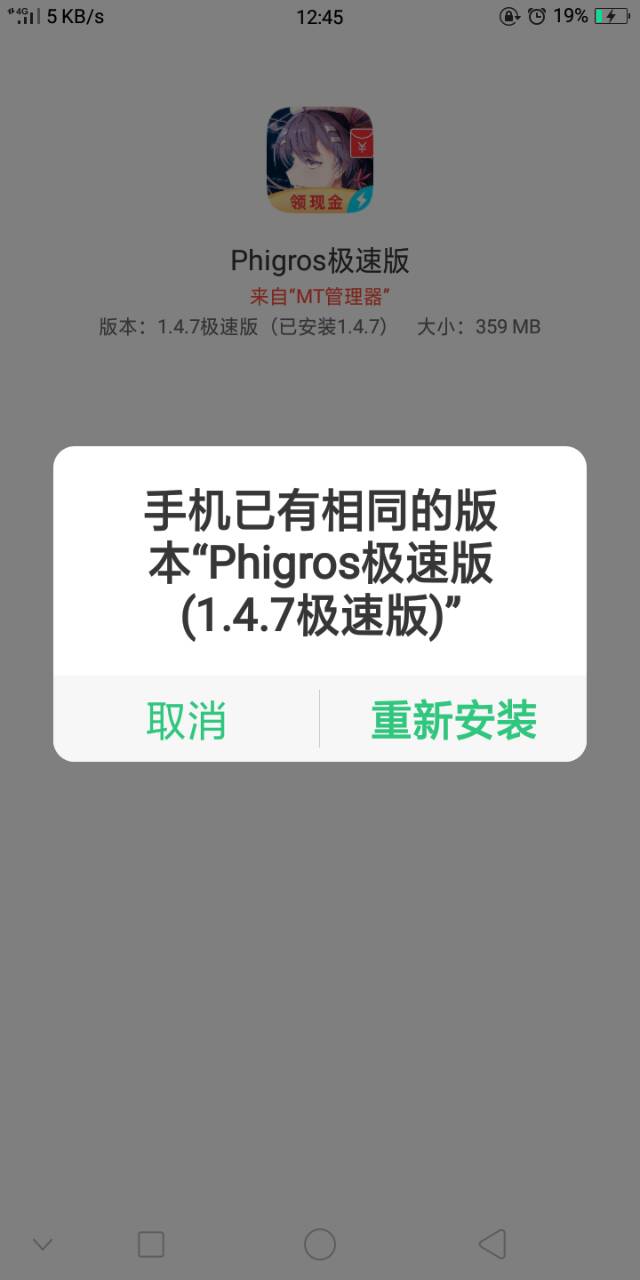 4G 5 KB/s 12:45 19%
¥
领现金
Phigros极速版
来自“MT管理器”
版本：1.4.7极速版（已安装1.4.7） 大小：359 MB
手机已有相同的版
本“Phigros极速版
(1.4.7极速版)”
取消 重新安装